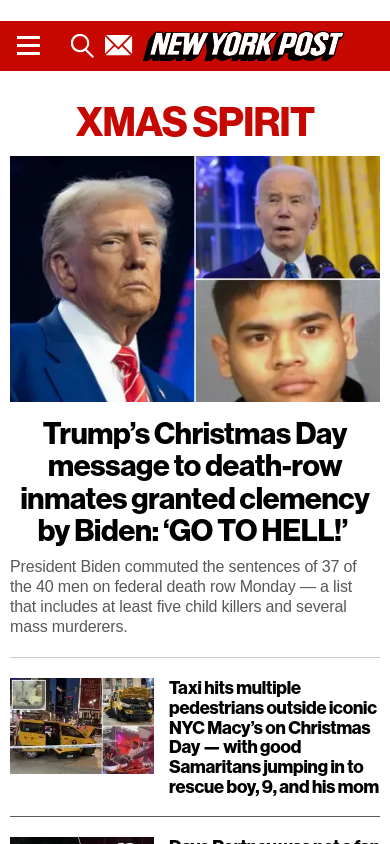 NEW YORK POST
XMAS SPIRIT
Trump’s Christmas Day
message to death-row
inmates granted clemency
by Biden: ‘GO TO HELL!’
President Biden commuted the sentences of 37 of
the 40 men on federal death row Monday — a list
that includes at least five child killers and several
mass murderers.
Taxi hits multiple
pedestrians outside iconic
NYC Macy’s on Christmas
Day — with good
Samaritans jumping in to
rescue boy, 9, and his mom